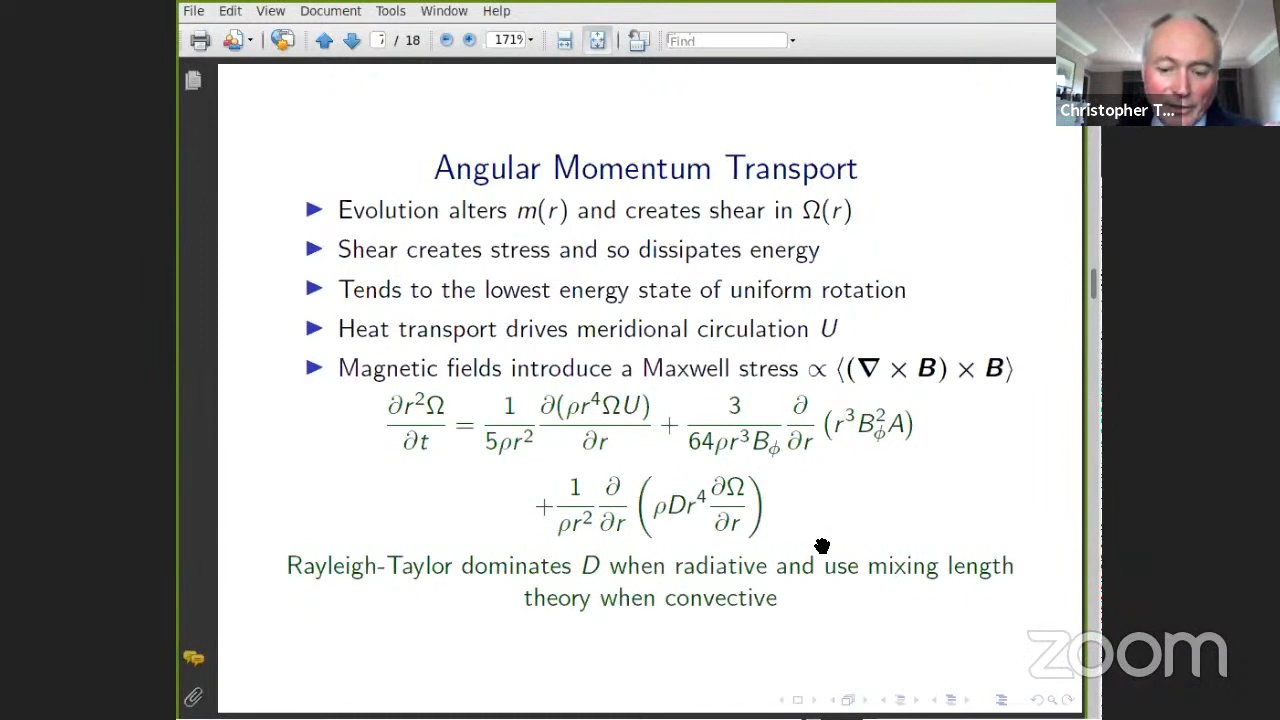 File Edit View Document Tools Window Help
7 / 18 171% Find
Christopher T...
Angular Momentum Transport
▶ Evolution alters m(r) and creates shear in Ω(r)
▶ Shear creates stress and so dissipates energy
▶ Tends to the lowest energy state of uniform rotation
▶ Heat transport drives meridional circulation U
▶ Magnetic fields introduce a Maxwell stress ∝ ⟨(∇ × B) × B⟩
∂r²Ω/∂t = 1/(5ρr²) ∂(ρr⁴ΩU)/∂r + 3/(64ρr³B_ϕ) ∂/∂r (r³B_ϕ²A)
+ 1/(ρr²) ∂/∂r (ρDr⁴ ∂Ω/∂r)
Rayleigh-Taylor dominates D when radiative and use mixing length
theory when convective
zoom